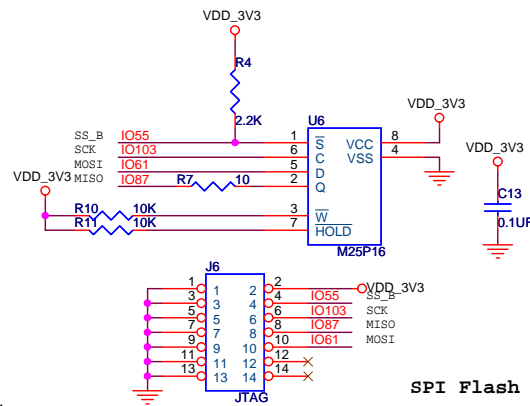 VDD_3V3
R4
2.2K
U6
VDD_3V3
SS_B IO55 1 S VCC 8
SCK IO103 6 C VSS 4
VDD_3V3
MOSI IO61 5 D
MISO IO87 R7 10 2 Q
VDD_3V3
R10 10K 3 W
R11 10K 7 HOLD
M25P16
C13
0.1UF
J6
1 1 2 2 VDD_3V3
3 3 4 4 IO55 SS_B
5 5 6 6 IO103 SCK
7 7 8 8 IO87 MISO
9 9 10 10 IO61 MOSI
11 11 12 12
13 13 14 14
JTAG
SPI Flash